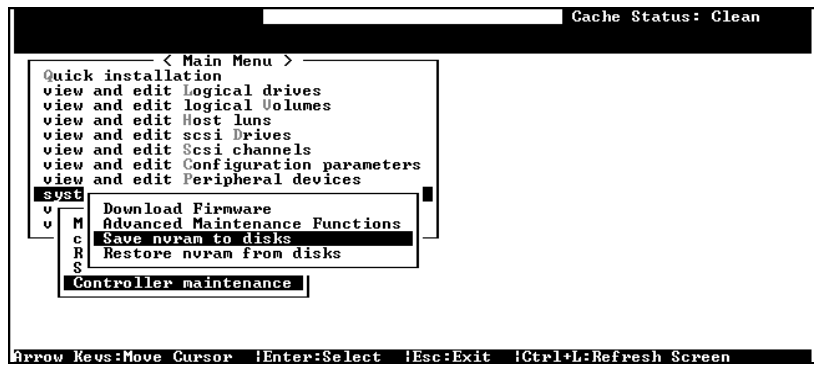 Cache Status: Clean
< Main Menu >
Quick installation
view and edit Logical drives
view and edit logical Volumes
view and edit Host luns
view and edit scsi Drives
view and edit Scsi channels
view and edit Configuration parameters
view and edit Peripheral devices
syst
v
Download Firmware
v M Advanced Maintenance Functions
c Save nvram to disks
R Restore nvram from disks
S
Controller maintenance
Arrow Keys:Move Cursor |Enter:Select |Esc:Exit |Ctrl+L:Refresh Screen